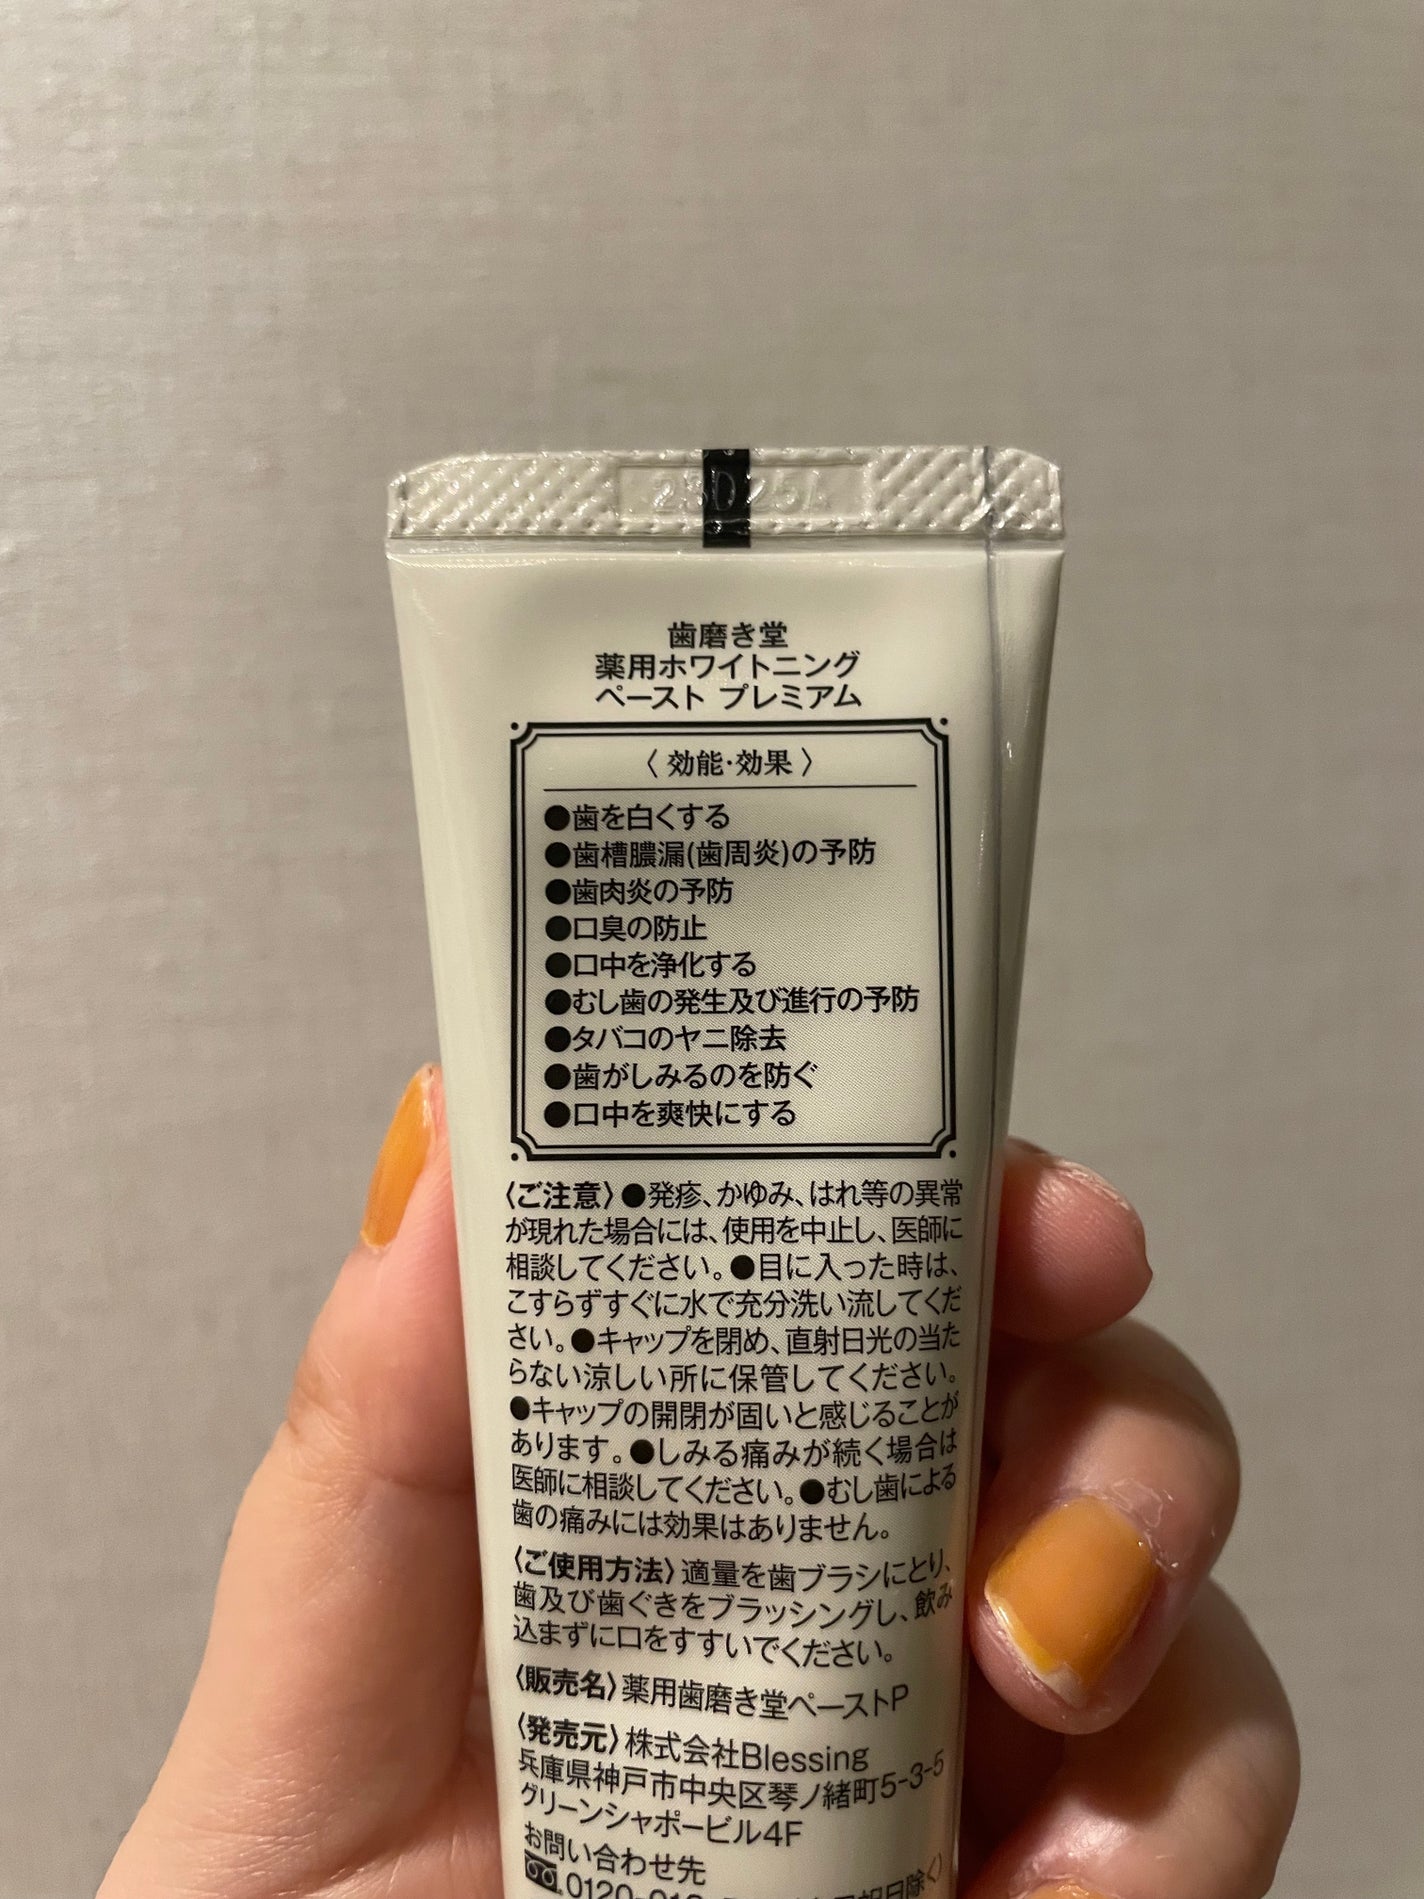 23D25A
歯磨き堂
薬用ホワイトニング
ペースト プレミアム
〈効能･効果〉
●歯を白くする
●歯槽膿漏(歯周炎)の予防
●歯肉炎の予防
●口臭の防止
●口中を浄化する
●むし歯の発生及び進行の予防
●タバコのヤニ除去
●歯がしみるのを防ぐ
●口中を爽快にする
〈ご注意〉●発疹、かゆみ、はれ等の異常
が現れた場合には、使用を中止し、医師に
相談してください。●目に入った時は、
こすらずすぐに水で充分洗い流してくだ
さい。●キャップを閉め、直射日光の当た
らない涼しい所に保管してください。
●キャップの開閉が固いと感じることが
あります。●しみる痛みが続く場合は
医師に相談してください。●むし歯による
歯の痛みには効果はありません。
〈ご使用方法〉適量を歯ブラシにとり、
歯及び歯ぐきをブラッシングし、飲み
込まずに口をすすいでください。
〈販売名〉薬用歯磨き堂ペーストP
〈発売元〉株式会社Blessing
兵庫県神戸市中央区琴ノ緒町5-3-5
グリーンシャポービル4F
お問い合わせ先
0120-